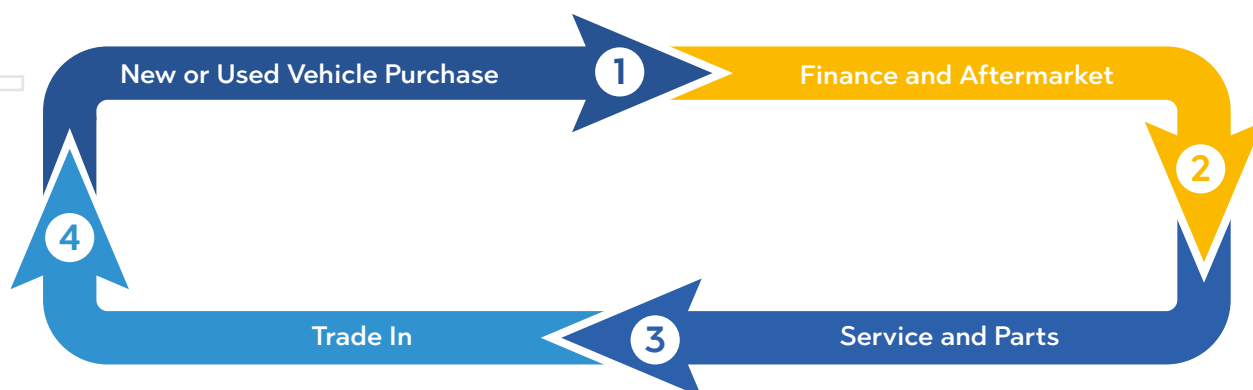 New or Used Vehicle Purchase
1
Finance and Aftermarket
2
Service and Parts
3
Trade In
4